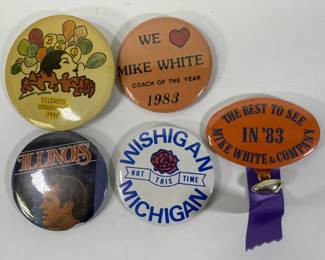 ILLINOIS
WE
MIKE WHITE
COACH OF THE YEAR
1983
ILLINOIS
WISHIGAN
NOT THIS TIME
MICHIGAN
THE BEST TO SEE
IN '83
MIKE WHITE & COMPANY